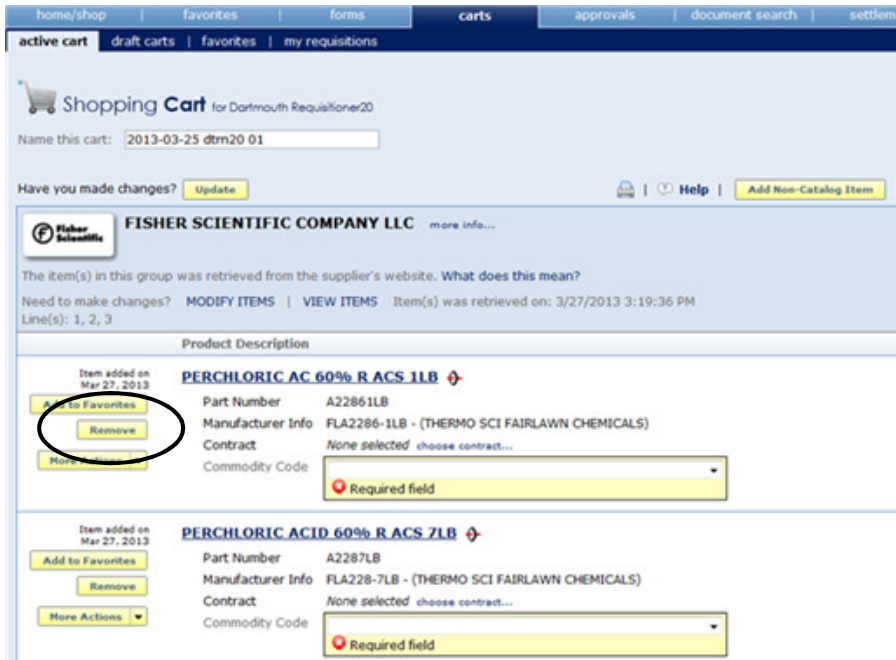 home/shop | favorites | forms carts approvals | document search | settlem
active cart draft carts | favorites | my requisitions
Shopping Cart for Dartmouth Requisitioner20
Name this cart: 2013-03-25 dtrn20 01
Have you made changes? Update | Help | Add Non-Catalog Item
Fisher Scientific
FISHER SCIENTIFIC COMPANY LLC more info...
The item(s) in this group was retrieved from the supplier's website. What does this mean?
Need to make changes? MODIFY ITEMS | VIEW ITEMS Item(s) was retrieved on: 3/27/2013 3:19:36 PM
Line(s): 1, 2, 3
Product Description
Item added on
Mar 27, 2013
PERCHLORIC AC 60% R ACS 1LB
Add to Favorites
Part Number A22861LB
Remove
Manufacturer Info FLA2286-1LB - (THERMO SCI FAIRLAWN CHEMICALS)
Contract None selected choose contract...
More Actions
Commodity Code
Required field
Item added on
Mar 27, 2013
PERCHLORIC ACID 60% R ACS 7LB
Add to Favorites
Part Number A2287LB
Remove
Manufacturer Info FLA228-7LB - (THERMO SCI FAIRLAWN CHEMICALS)
Contract None selected choose contract...
More Actions
Commodity Code
Required field